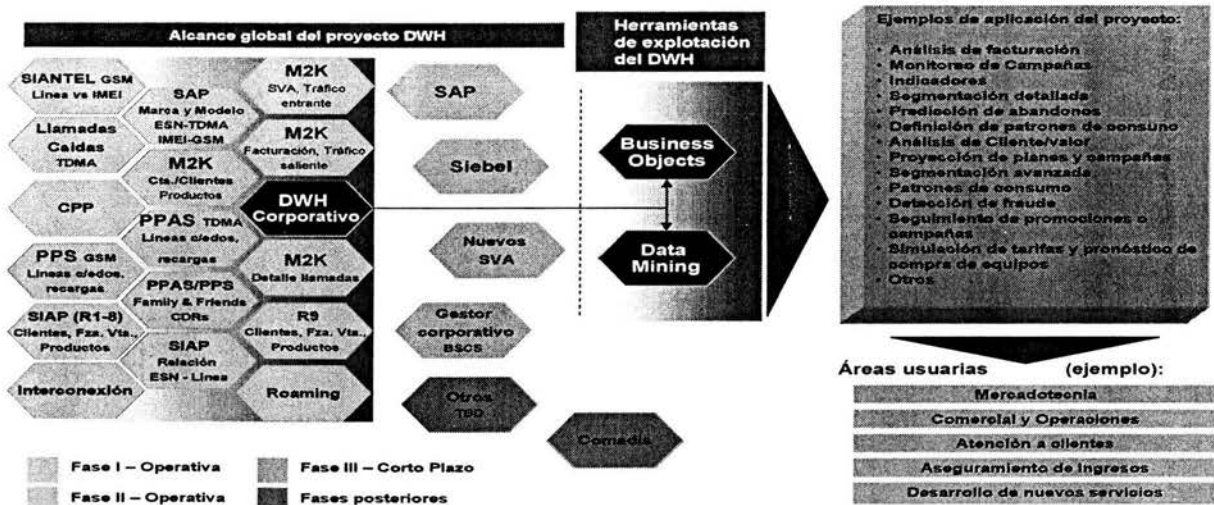 Alcance global del proyecto DWH
SIANTEL GSM
Línea vs IMEI
Llamadas
Caidas
TDMA
CPP
PPS GSM
Líneas c/edos,
recargas
SIAP (R1-8)
Clientes, Fza. Vta.,
Productos
Interconexión
SAP
Marca y Modelo
ESN-TDMA
IMEI-GSM
M2K
Cta./Clientes
Productos
PPAS TDMA
Líneas c/edos,
recargas
PPAS/PPS
Family & Friends
CDRs
SIAP
Relación
ESN - Línea
M2K
SVA, Tráfico
entrante
M2K
Facturación, Tráfico
saliente
DWH
Corporativo
M2K
Detalle llamadas
R9
Clientes, Fza. Vta.,
Productos
Roaming
SAP
Siebel
Nuevos
SVA
Gestor
corporativo
BSCS
Otros
TBD
Comadis
Herramientas
de explotación
del DWH
Business
Objects
Data
Mining
Ejemplos de aplicación del proyecto:
• Análisis de facturación
• Monitoreo de Campañas
• Indicadores
• Segmentación detallada
• Predicción de abandonos
• Definición de patrones de consuno
• Análisis de Cliente/valor
• Proyección de planes y campañas
• Segmentación avanzada
• Patrones de consumo
• Detección de fraude
• Seguimiento de promociones o
campañas
• Simulación de tarifas y pronóstico de
compra de equipos
• Otros
Áreas usuarias (ejemplo):
Mercadotecnia
Comercial y Operaciones
Atención a clientes
Aseguramiento de Ingresos
Desarrollo de nuevos servicios
Fase I – Operativa
Fase II – Operativa
Fase III – Corto Plazo
Fases posteriores